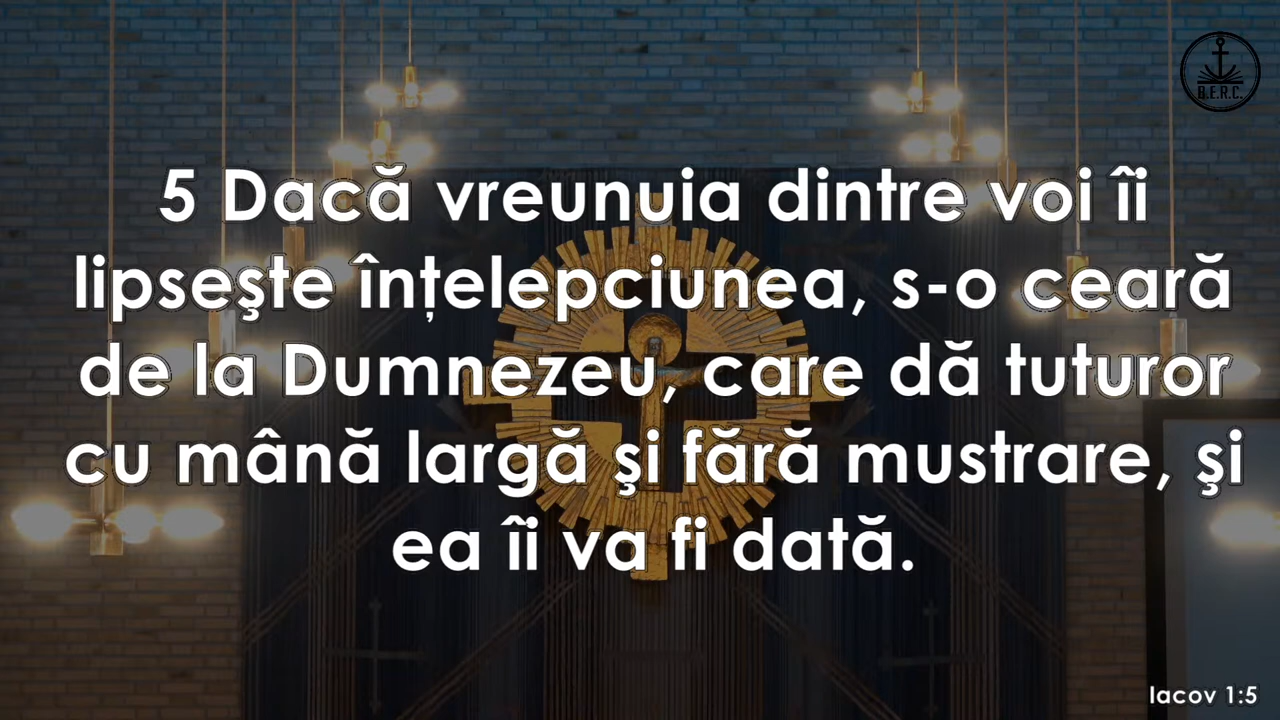 B.E.R.C.
5 Dacă vreunuia dintre voi îi
lipseşte înţelepciunea, s-o ceară
de la Dumnezeu, care dă tuturor
cu mână largă şi fără mustrare, şi
ea îi va fi dată.
Iacov 1:5